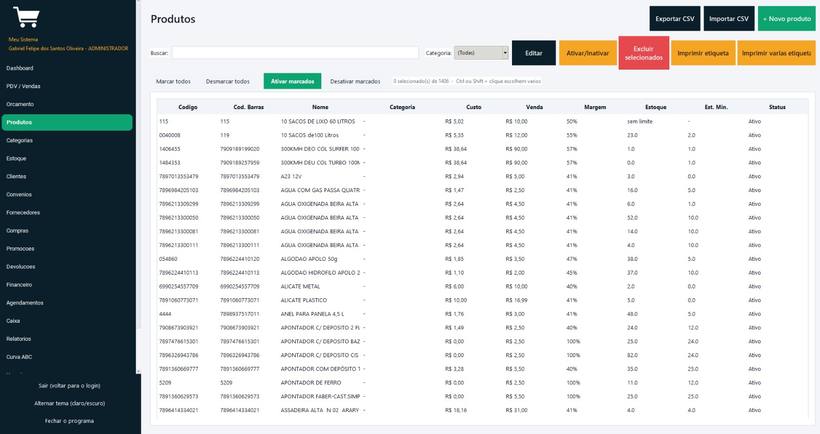 Meu Sistema
Gabriel Felipe dos Santos Oliveira - ADMINISTRADOR
Dashboard
PDV / Vendas
Orcamento
Produtos
Categorias
Estoque
Clientes
Convenios
Fornecedores
Compras
Promocoes
Devolucoes
Financeiro
Agendamentos
Caixa
Relatorios
Curva ABC
Sair (voltar para o login)
Alternar tema (claro/escuro)
Fechar o programa
Produtos
Exportar CSV
Importar CSV
+ Novo produto
Buscar:
Categoria:
(Todas)
Editar
Ativar/Inativar
Excluir
selecionados
Imprimir etiqueta
Imprimir varias etiquetas
Marcar todos
Desmarcar todos
Ativar marcados
Desativar marcados
0 selecionado(s) de 1406 - Ctrl ou Shift + clique escolhem varios
Codigo Cod. Barras Nome Categoria Custo Venda Margem Estoque Est. Min. Status
115 115 10 SACOS DE LIXO 60 LITROS - R$ 5,02 R$ 10,00 50% sem limite - Ativo
0040008 119 10 SACOS de100 Litros - R$ 5,35 R$ 12,00 55% 23.0 2.0 Ativo
1406455 7909189199020 300KMH DEO COL SURFER 100 - R$ 38,64 R$ 90,00 57% 1.0 1.0 Ativo
1484353 7909189257959 300KMH DEO COL TURBO 100M - R$ 38,64 R$ 90,00 57% 0.0 1.0 Ativo
7897013553479 7897013553479 A23 12V - R$ 2,94 R$ 5,00 41% 3.0 0.0 Ativo
7896984205103 7896984205103 AGUA COM GAS PASSA QUATR - R$ 1,47 R$ 2,50 41% 16.0 5.0 Ativo
7896213309299 7896213309299 AGUA OXIGENADA BEIRA ALTA - R$ 2,64 R$ 4,50 41% 6.0 1.0 Ativo
7896213300050 7896213300050 AGUA OXIGENADA BEIRA ALTA - R$ 2,64 R$ 4,50 41% 52.0 10.0 Ativo
7896213300081 7896213300081 AGUA OXIGENADA BEIRA ALTA - R$ 2,64 R$ 4,50 41% 14.0 10.0 Ativo
7896213300111 7896213300111 AGUA OXIGENADA BEIRA ALTA - R$ 2,64 R$ 4,50 41% 4.0 10.0 Ativo
054860 7896224410120 ALGODAO APOLO 50g - R$ 1,85 R$ 3,50 47% 38.0 5.0 Ativo
7896224410113 7896224410113 ALGODAO HIDROFILO APOLO 2 - R$ 1,10 R$ 2,00 45% 37.0 10.0 Ativo
6990254557709 6990254557709 ALICATE METAL - R$ 6,00 R$ 10,00 40% 2.0 0.0 Ativo
7891060773071 7891060773071 ALICATE PLASTICO - R$ 10,00 R$ 16,99 41% 5.0 0.0 Ativo
4444 7898937517011 ANEL PARA PANELA 4,5 L - R$ 1,76 R$ 3,00 41% 48.0 5.0 Ativo
7908673903921 7908673903921 APONTADOR C/ DEPOSITO 2 FU - R$ 1,49 R$ 2,50 40% 24.0 12.0 Ativo
7897476615301 7897476615301 APONTADOR C/ DEPOSITO BAZ - R$ 0,00 R$ 2,50 100% 25.0 24.0 Ativo
7896326943786 7896326943786 APONTADOR C/ DEPOSITO CIS - R$ 0,00 R$ 2,50 100% 82.0 24.0 Ativo
7891360669777 7891360669777 APONTADOR COM DEPÓSITO 1 - R$ 3,28 R$ 5,50 40% 35.0 25.0 Ativo
5209 5209 APONTADOR DE FERRO - R$ 0,00 R$ 2,50 100% 11.0 12.0 Ativo
7891360629573 7891360629573 APONTADOR FABER-CAST.SIMP - R$ 0,00 R$ 5,50 100% 25.0 25.0 Ativo
7896414334021 7896414334021 ASSADEIRA ALTA N 02 ARARY - R$ 18,16 R$ 31,00 41% 4.0 4.0 Ativo